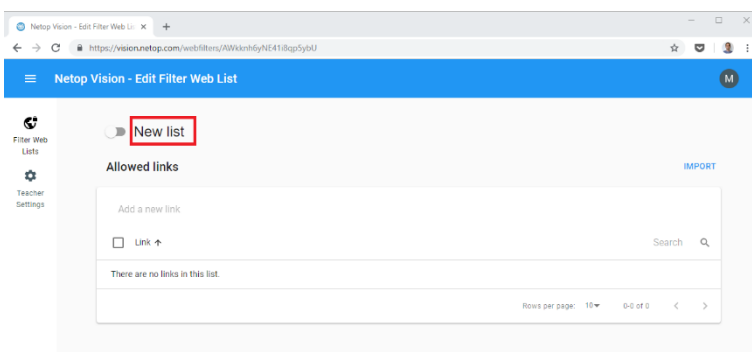 Netop Vision - Edit Filter Web Lis
https://vision.netop.com/webfilters/AWkknh6yNE41i8qp5ybU
Netop Vision - Edit Filter Web List
M
Filter Web
Lists
Teacher
Settings
New list
Allowed links
IMPORT
Add a new link
Link
Search
There are no links in this list.
Rows per page: 10
0-0 of 0